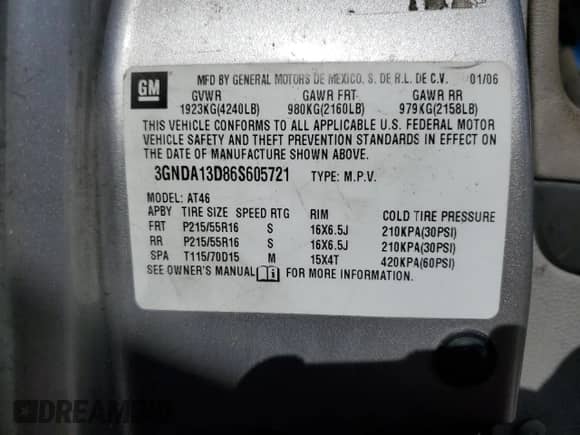 GM
MFD BY GENERAL MOTORS DE MEXICO, S. DE R.L. DE C.V. 01/06
GVWR GAWR FRT GAWR RR
1923KG(4240LB) 980KG(2160LB) 979KG(2158LB)
THIS VEHICLE CONFORMS TO ALL APPLICABLE U.S. FEDERAL MOTOR
VEHICLE SAFETY AND THEFT PREVENTION STANDARDS IN EFFECT ON
THE DATE OF MANUFACTURE SHOWN ABOVE.
3GNDA13D86S605721 TYPE: M.P.V.
MODEL: AT46
APBY TIRE SIZE SPEED RTG RIM COLD TIRE PRESSURE
FRT P215/55R16 S 16X6.5J 210KPA(30PSI)
RR P215/55R16 S 16X6.5J 210KPA(30PSI)
SPA T115/70D15 M 15X4T 420KPA(60PSI)
SEE OWNER'S MANUAL FOR MORE INFORMATION.
DREAMBID